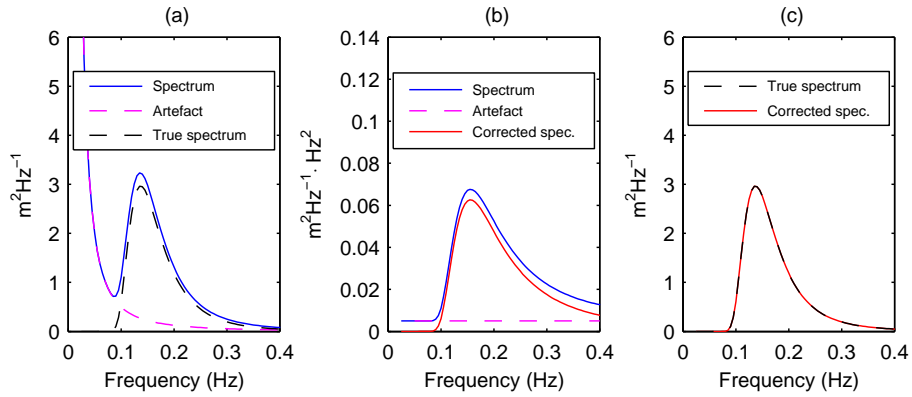 (a)
6
5
4
3
2
1
0
0 0.1 0.2 0.3 0.4
m²Hz⁻¹
Frequency (Hz)
Spectrum
Artefact
True spectrum
(b)
0.14
0.12
0.1
0.08
0.06
0.04
0.02
0
0 0.1 0.2 0.3 0.4
m²Hz⁻¹· Hz²
Frequency (Hz)
Spectrum
Artefact
Corrected spec.
(c)
6
5
4
3
2
1
0
0 0.1 0.2 0.3 0.4
m²Hz⁻¹
Frequency (Hz)
True spectrum
Corrected spec.